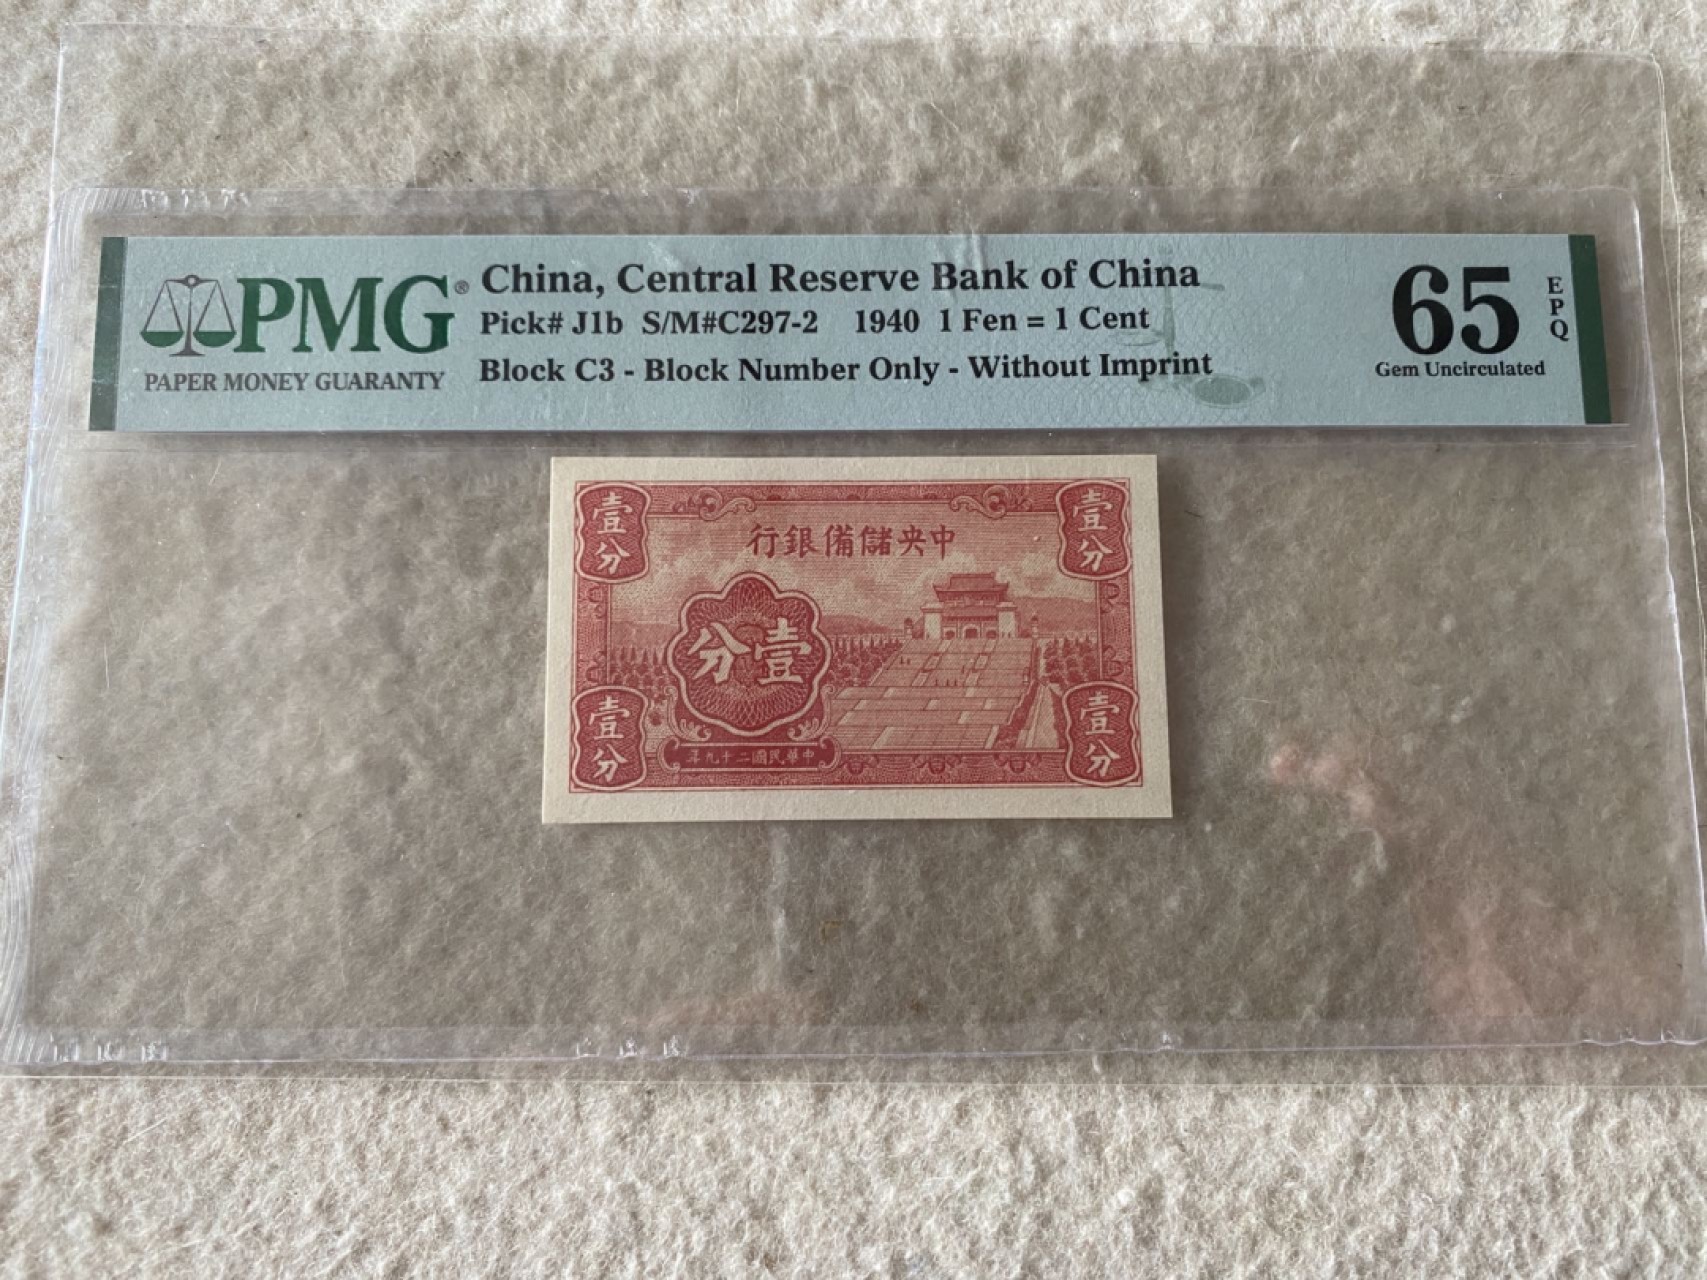 PMG®
PAPER MONEY GUARANTY
China, Central Reserve Bank of China
Pick# J1b S/M#C297-2 1940 1 Fen = 1 Cent
Block C3 - Block Number Only - Without Imprint
65
EPQ
Gem Uncirculated
壹分
壹分
中央儲備銀行
壹分
壹分
壹分
中華民國二十九年